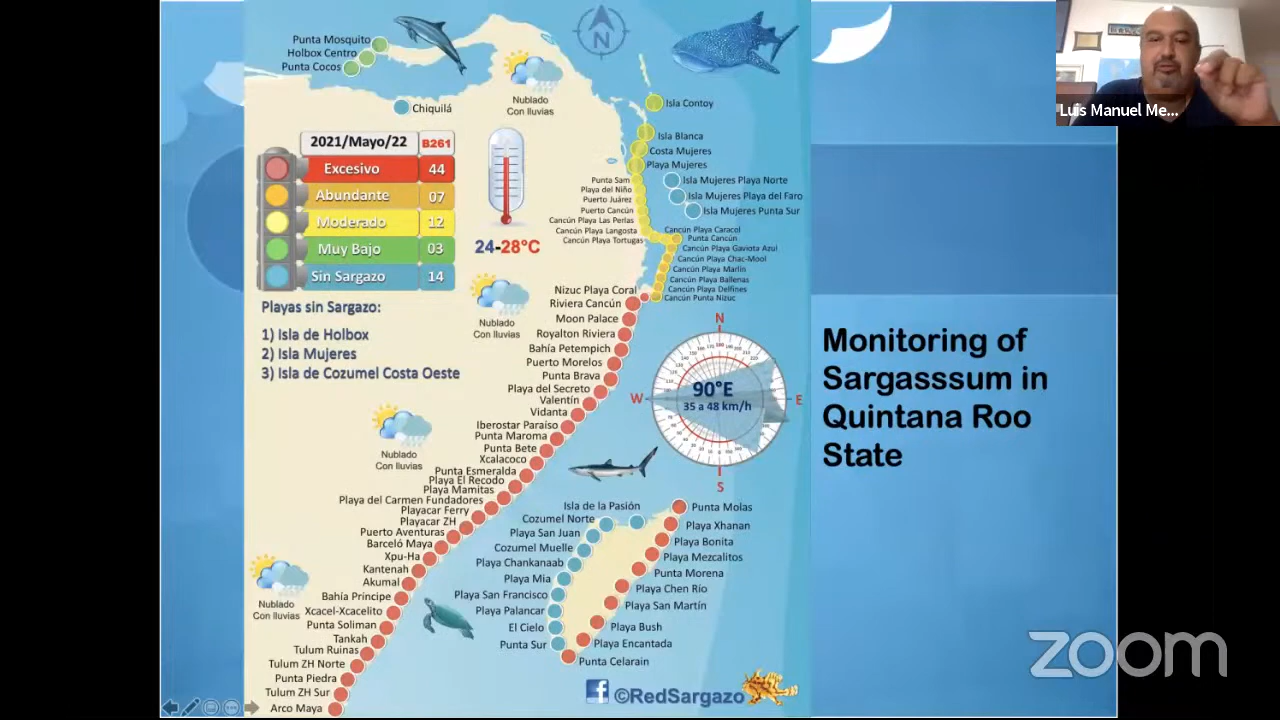 Punta Mosquito
Holbox Centro
Punta Cocos
Chiquilá
N
Nublado
Con lluvias
Isla Contoy
Isla Blanca
Costa Mujeres
Playa Mujeres
Isla Mujeres Playa Norte
Isla Mujeres Playa del Faro
Isla Mujeres Punta Sur
2021/Mayo/22 B261
Excesivo 44
Abundante 07
Moderado 12
Muy Bajo 03
Sin Sargazo 14
24-28°C
Punta Sam
Playa del Niño
Puerto Juárez
Puerto Cancún
Cancún Playa Las Perlas
Cancún Playa Langosta
Cancún Playa Tortugas
Cancún Playa Caracol
Punta Cancún
Cancún Playa Gaviota Azul
Cancún Playa Chac-Mool
Cancún Playa Marlín
Cancún Playa Ballenas
Cancún Playa Delfines
Cancún Punta Nizuc
Playas sin Sargazo:
1) Isla de Holbox
2) Isla Mujeres
3) Isla de Cozumel Costa Oeste
Nublado
Con lluvias
Nizuc Playa Coral
Riviera Cancún
Moon Palace
Royalton Riviera
Bahía Petempich
Puerto Morelos
Punta Brava
Playa del Secreto
Valentín
Vidanta
Iberostar Paraíso
Punta Maroma
Punta Bete
Xcalacoco
Punta Esmeralda
Playa El Recodo
Playa Mamitas
Playa del Carmen Fundadores
Playacar Ferry
Playacar ZH
Puerto Aventuras
Barceló Maya
Xpu-Ha
Kantenah
Akumal
Bahía Príncipe
Xcacel-Xcacelito
Punta Soliman
Tankah
Tulum Ruinas
Tulum ZH Norte
Punta Piedra
Tulum ZH Sur
Arco Maya
Nublado
Con lluvias
Nublado
Con lluvias
N
W
E
S
90°E
35 a 48 km/h
Isla de la Pasión
Cozumel Norte
Playa San Juan
Cozumel Muelle
Playa Chankanaab
Playa Mia
Playa San Francisco
Playa Palancar
El Cielo
Punta Sur
Punta Molas
Playa Xhanan
Playa Bonita
Playa Mezcalitos
Punta Morena
Playa Chen Río
Playa San Martín
Playa Bush
Playa Encantada
Punta Celarain
f ©RedSargazo
Monitoring of
Sargasssum in
Quintana Roo
State
Luis Manuel Me...
zoom